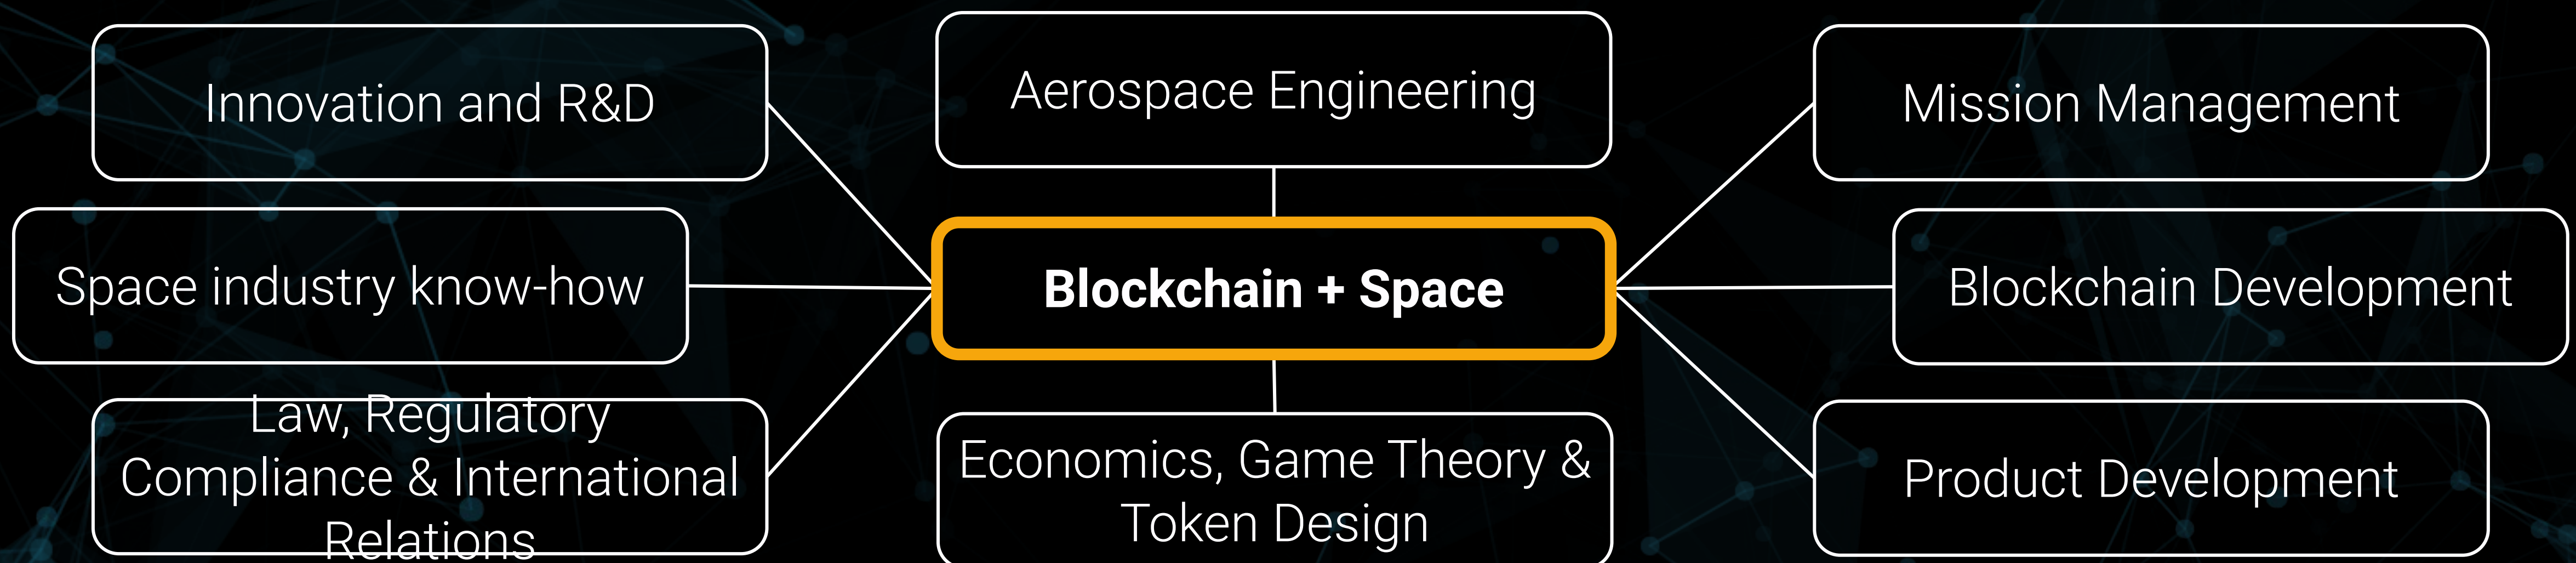 Innovation and R&D
Aerospace Engineering
Mission Management
Space industry know-how
Blockchain + Space
Blockchain Development
Law, Regulatory
Compliance & International
Relations
Economics, Game Theory &
Token Design
Product Development